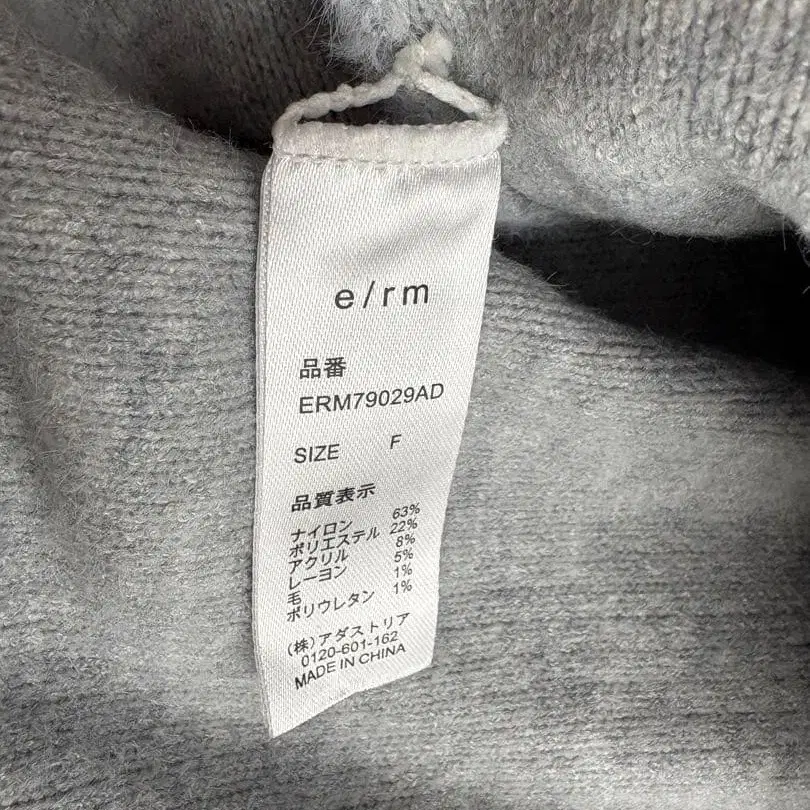 e/rm
品番
ERM79029AD
SIZE F
品質表示
ナイロン 63%
ポリエステル 22%
アクリル 8%
レーヨン 5%
毛 1%
ポリウレタン 1%
(株)アダストリア
0120-601-162
MADE IN CHINA